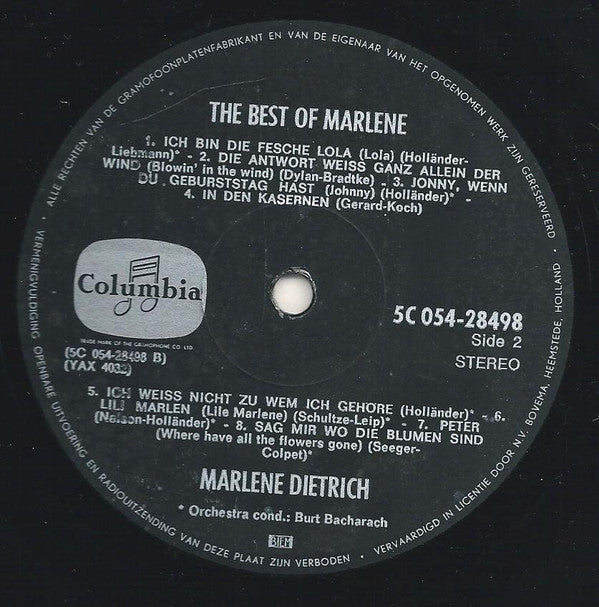 ALLE RECHTEN VAN DE GRAMOFOONPLATENFABRIKANT EN VAN DE EIGENAAR VAN HET OPGENOMEN WERK ZIJN GERESERVEERD
THE BEST OF MARLENE
1. ICH BIN DIE FESCHE LOLA (Lola) (Holländer-
Liebmann)* - 2. DIE ANTWORT WEISS GANZ ALLEIN DER
WIND (Blowin' in the wind) (Dylan-Bradtke) - 3. JONNY, WENN
DU GEBURSTSTAG HAST (Johnny) (Holländer)* -
4. IN DEN KASERNEN (Gerard-Koch)
Columbia
TRADE MARK OF THE GRAMOPHONE CO. LTD.
(5C 054-28498 B)
(YAX
5C 054-28498
Side 2
STEREO
5. ICH WEISS NICHT ZU WEM ICH GEHÖRE (Holländer)* - 6.
LILI MARLEN (Lile Marlene) (Schultze-Leip)* - 7. PETER
(Nelson-Holländer)* - 8. SAG MIR WO DIE BLUMEN SIND
(Where have all the flowers gone) (Seeger-
Colpet)*
MARLENE DIETRICH
* Orchestra cond.: Burt Bacharach
BIEM
VERMENIGVULDIGING OPENBARE UITVOERING EN RADIOUITZENDING VAN DEZE PLAAT ZIJN VERBODEN • VERVAARDIGD IN LICENTIE DOOR N.V. BOVEMA, HEEMSTEDE, HOLLAND